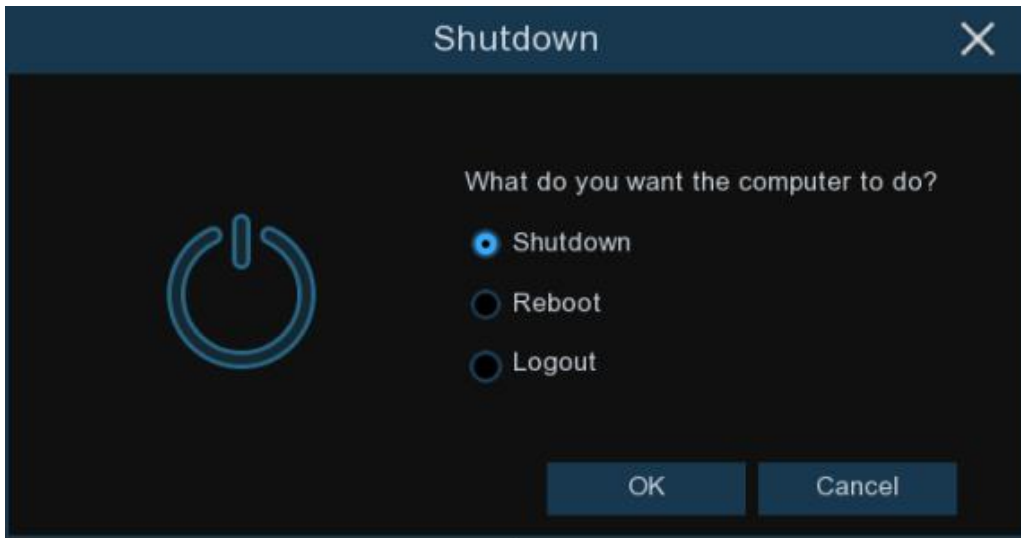 Shutdown
What do you want the computer to do?
Shutdown
Reboot
Logout
OK
Cancel